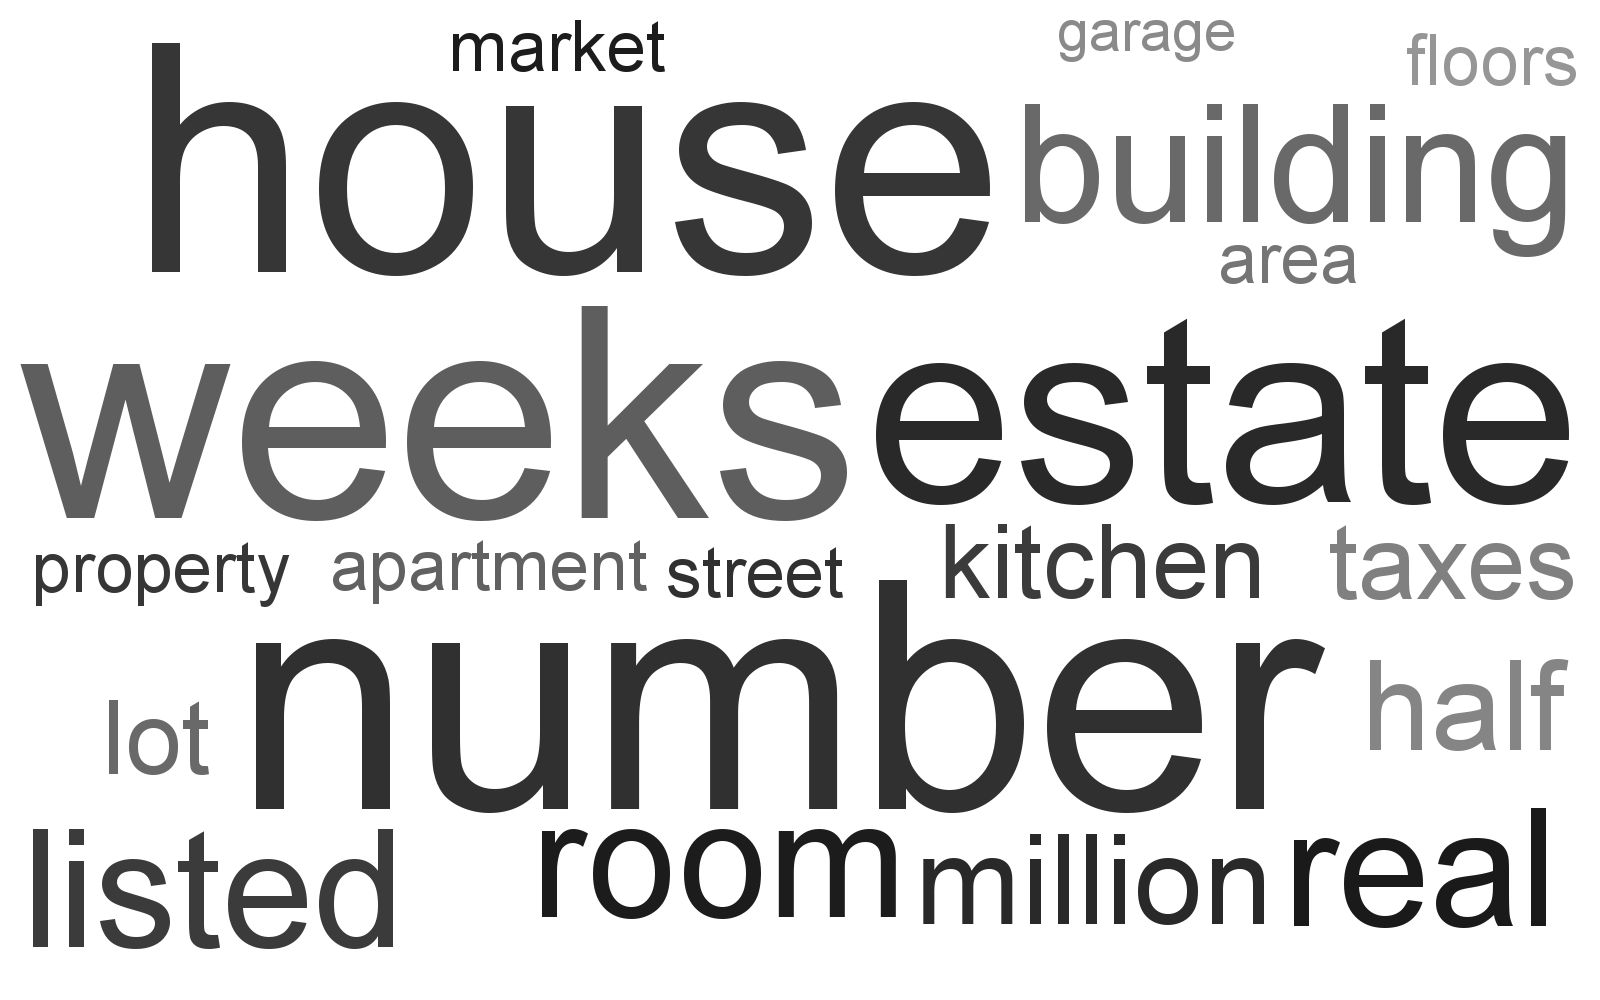 market garage floors
house building
area
weeks estate
property apartment street kitchen taxes
number half
lot
listed room million real